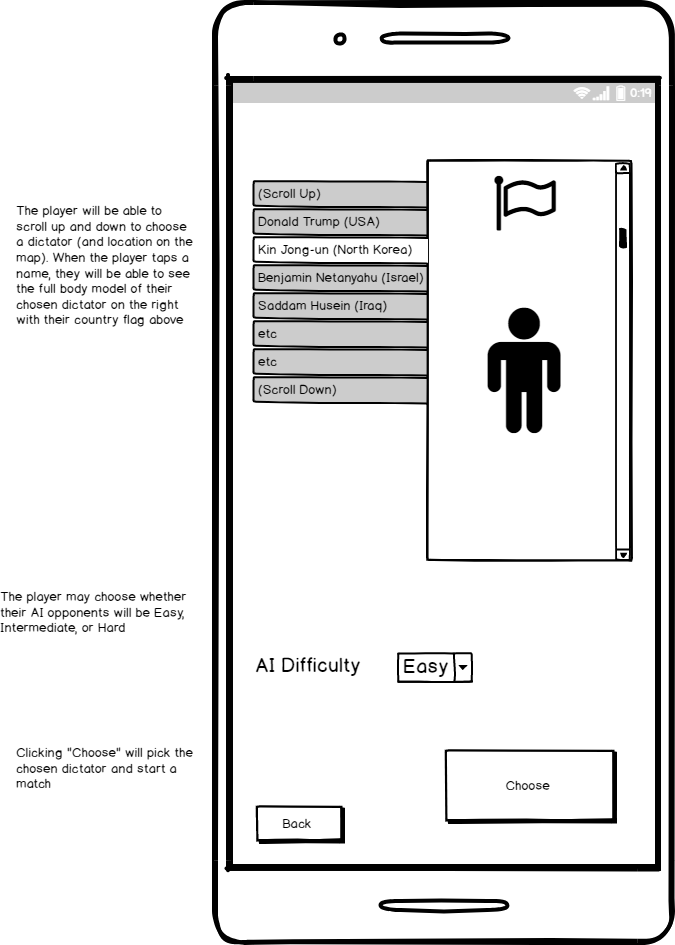 0:19
(Scroll Up)
Donald Trump (USA)
Kin Jong-un (North Korea)
Benjamin Netanyahu (Israel)
Saddam Husein (Iraq)
etc
etc
(Scroll Down)
The player will be able to
scroll up and down to choose
a dictator (and location on the
map). When the player taps a
name, they will be able to see
the full body model of their
chosen dictator on the right
with their country flag above
The player may choose whether
their AI opponents will be Easy,
Intermediate, or Hard
AI Difficulty
Easy
Clicking "Choose" will pick the
chosen dictator and start a
match
Choose
Back